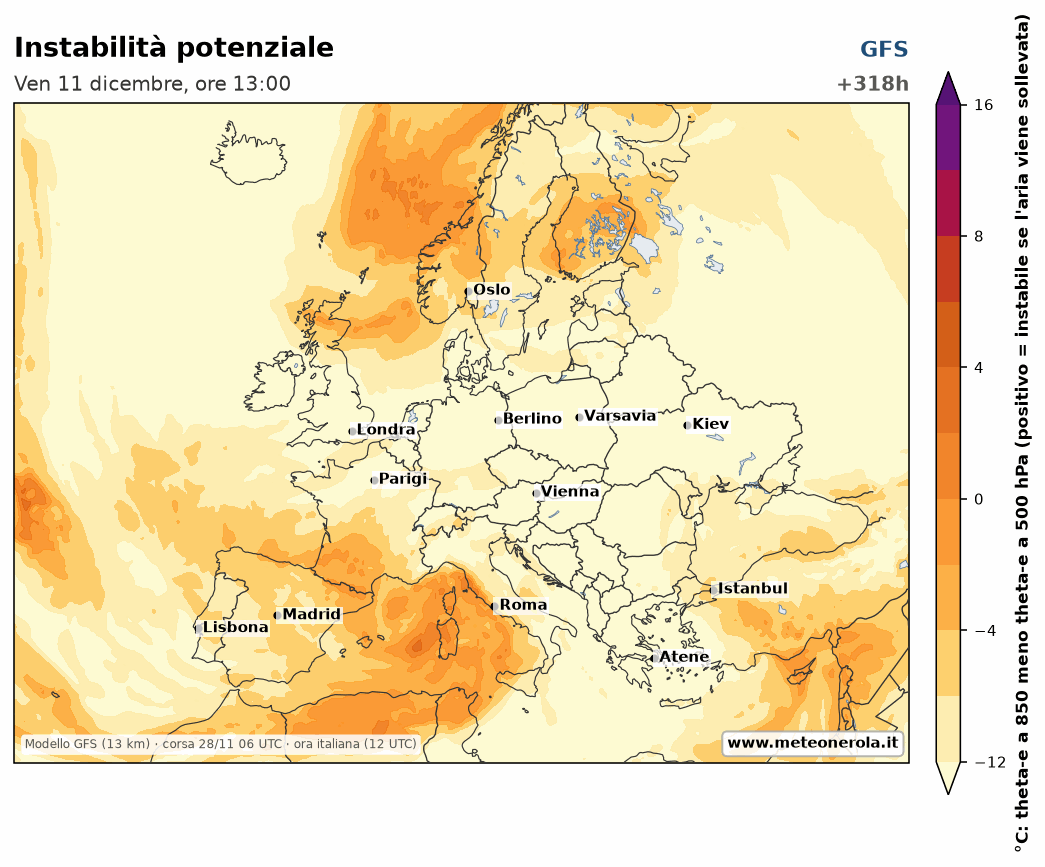 Instabilità potenziale
GFS
Ven 11 dicembre, ore 13:00
+318h
16
8
4
0
−4
−12
°C: theta-e a 850 meno theta-e a 500 hPa (positivo = instabile se l'aria viene sollevata)
Oslo
Berlino
Varsavia
Kiev
Londra
Parigi
Vienna
Istanbul
Roma
Madrid
Lisbona
Atene
Modello GFS (13 km) · corsa 28/11 06 UTC · ora italiana (12 UTC)
www.meteonerola.it